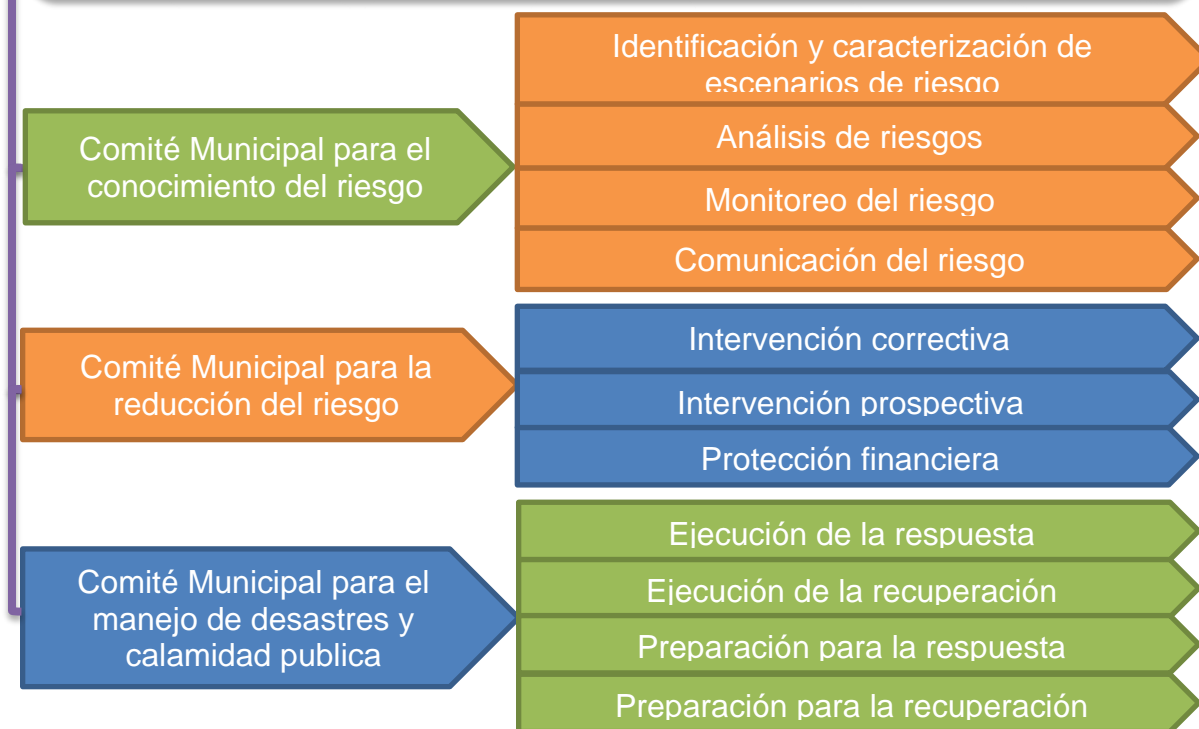 Comité Municipal para el
conocimiento del riesgo
Identificación y caracterización de
escenarios de riesgo
Análisis de riesgos
Monitoreo del riesgo
Comunicación del riesgo
Comité Municipal para la
reducción del riesgo
Intervención correctiva
Intervención prospectiva
Protección financiera
Comité Municipal para el
manejo de desastres y
calamidad publica
Ejecución de la respuesta
Ejecución de la recuperación
Preparación para la respuesta
Preparación para la recuperación